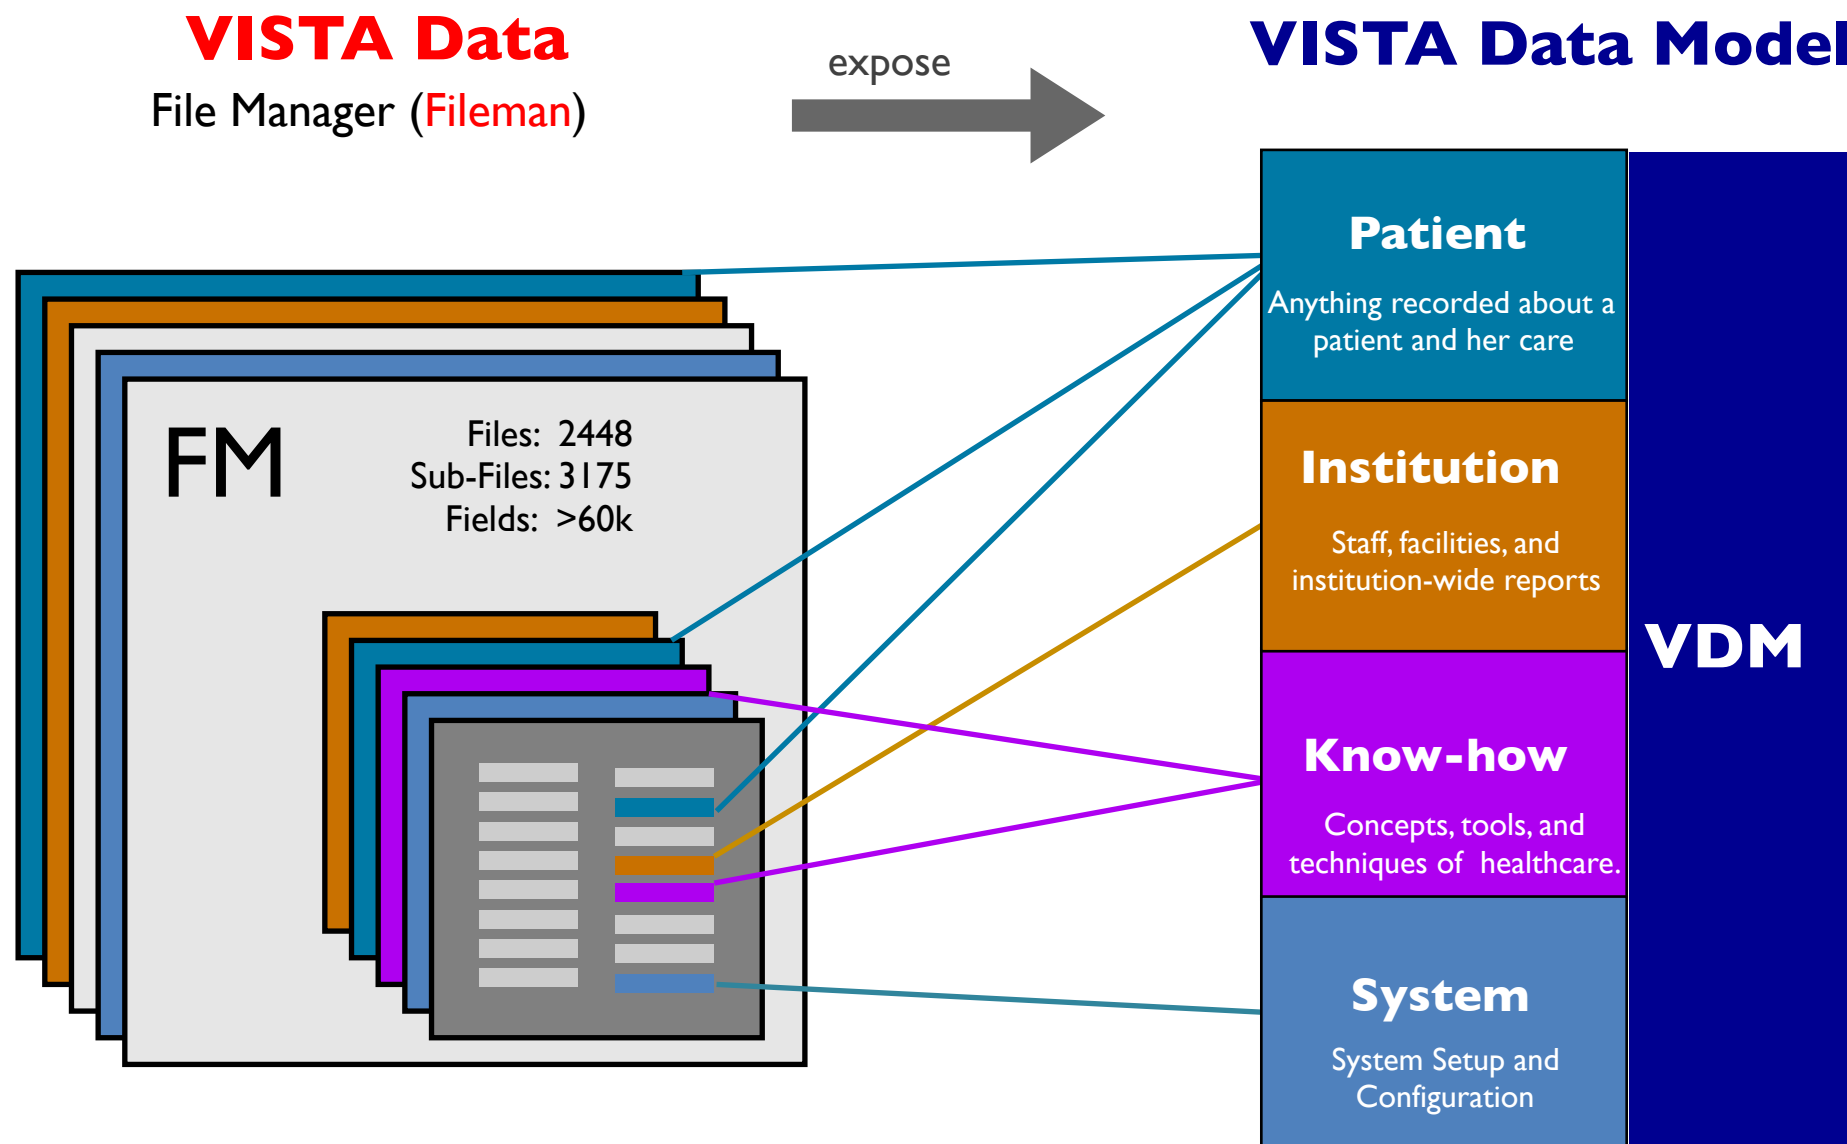 VISTA Data
File Manager (Fileman)
expose
VISTA Data Model
FM
Files: 2448
Sub-Files: 3175
Fields: >60k
Patient
Anything recorded about a
patient and her care
Institution
Staff, facilities, and
institution-wide reports
Know-how
Concepts, tools, and
techniques of healthcare.
System
System Setup and
Configuration
VDM